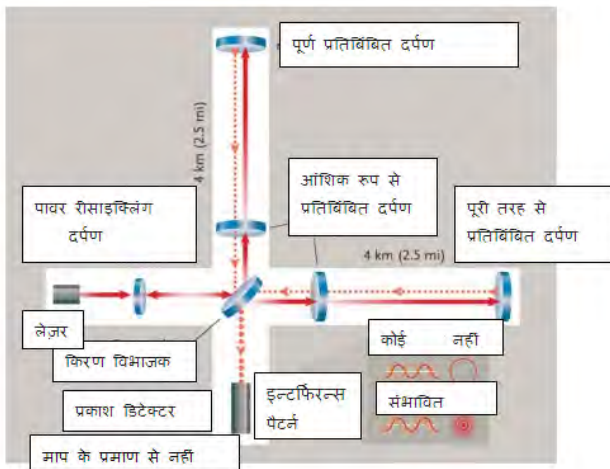 पूर्ण प्रतिबिंबित दर्पण
4 km (2.5 mi)
आंशिक रूप से
प्रतिबिंबित दर्पण
पावर रीसाइक्लिंग
दर्पण
पूरी तरह से
प्रतिबिंबित दर्पण
4 km (2.5 mi)
लेज़र
किरण विभाजक
कोई नहीं
प्रकाश डिटेक्टर
इन्टर्फिरन्स
पैटर्न
संभावित
माप के प्रमाण से नहीं